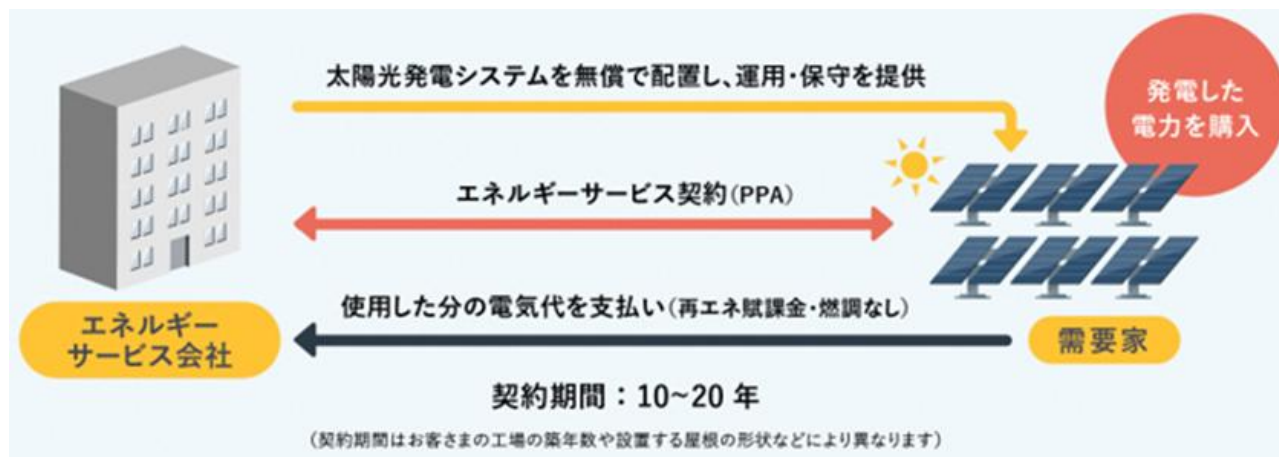 太陽光発電システムを無償で配置し、運用・保守を提供
発電した
電力を購入
エネルギーサービス契約(PPA)
使用した分の電気代を支払い(再エネ賦課金・燃調なし)
エネルギー
サービス会社
需要家
契約期間：10~20 年
(契約期間はお客さまの工場の築年数や設置する屋根の形状などにより異なります)